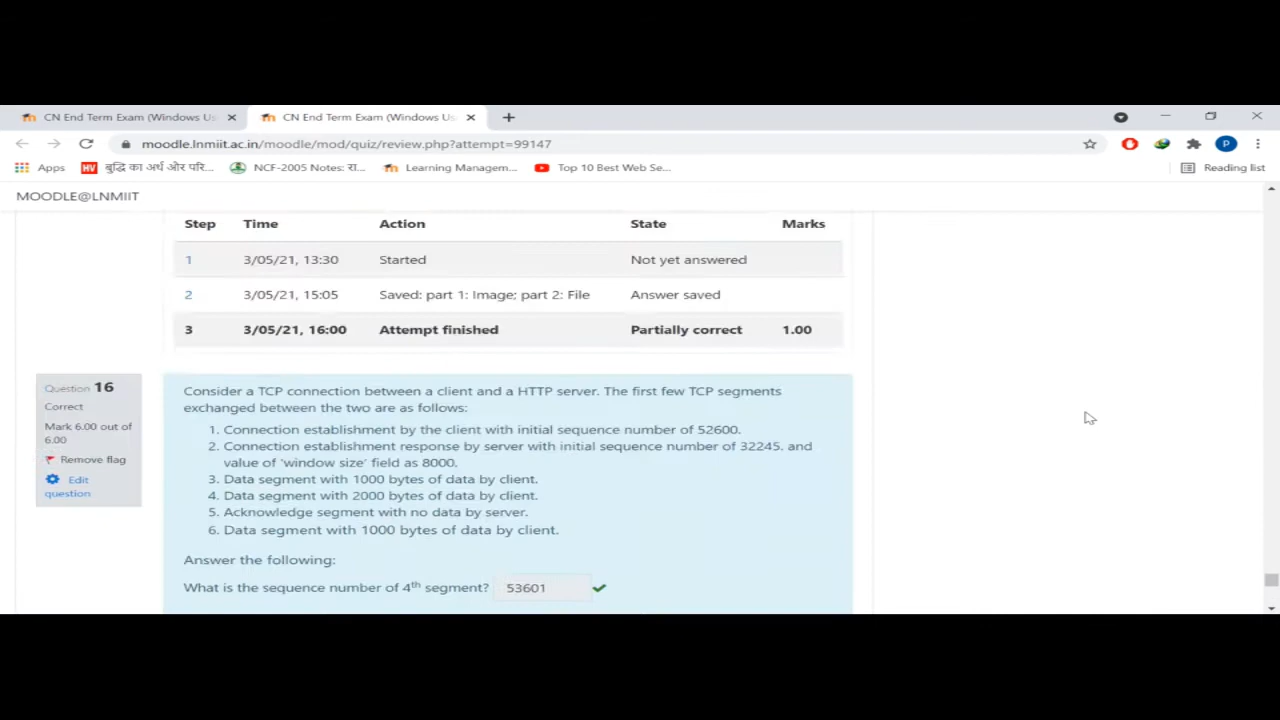 CN End Term Exam (Windows Us
CN End Term Exam (Windows Us
moodle.lnmiit.ac.in/moodle/mod/quiz/review.php?attempt=99147
P
Apps
HV
बुद्धि का अर्थ ओर परि...
NCF-2005 Notes: रा...
Learning Managem...
Top 10 Best Web Se...
Reading list
MOODLE@LNMIIT
Step Time Action State Marks
1 3/05/21, 13:30 Started Not yet answered
2 3/05/21, 15:05 Saved: part 1: Image; part 2: File Answer saved
3 3/05/21, 16:00 Attempt finished Partially correct 1.00
Question 16
Correct
Mark 6.00 out of
6.00
Remove flag
Edit
question
Consider a TCP connection between a client and a HTTP server. The first few TCP segments
exchanged between the two are as follows:
1. Connection establishment by the client with initial sequence number of 52600.
2. Connection establishment response by server with initial sequence number of 32245. and
value of 'window size' field as 8000.
3. Data segment with 1000 bytes of data by client.
4. Data segment with 2000 bytes of data by client.
5. Acknowledge segment with no data by server.
6. Data segment with 1000 bytes of data by client.
Answer the following:
What is the sequence number of 4th segment? 53601